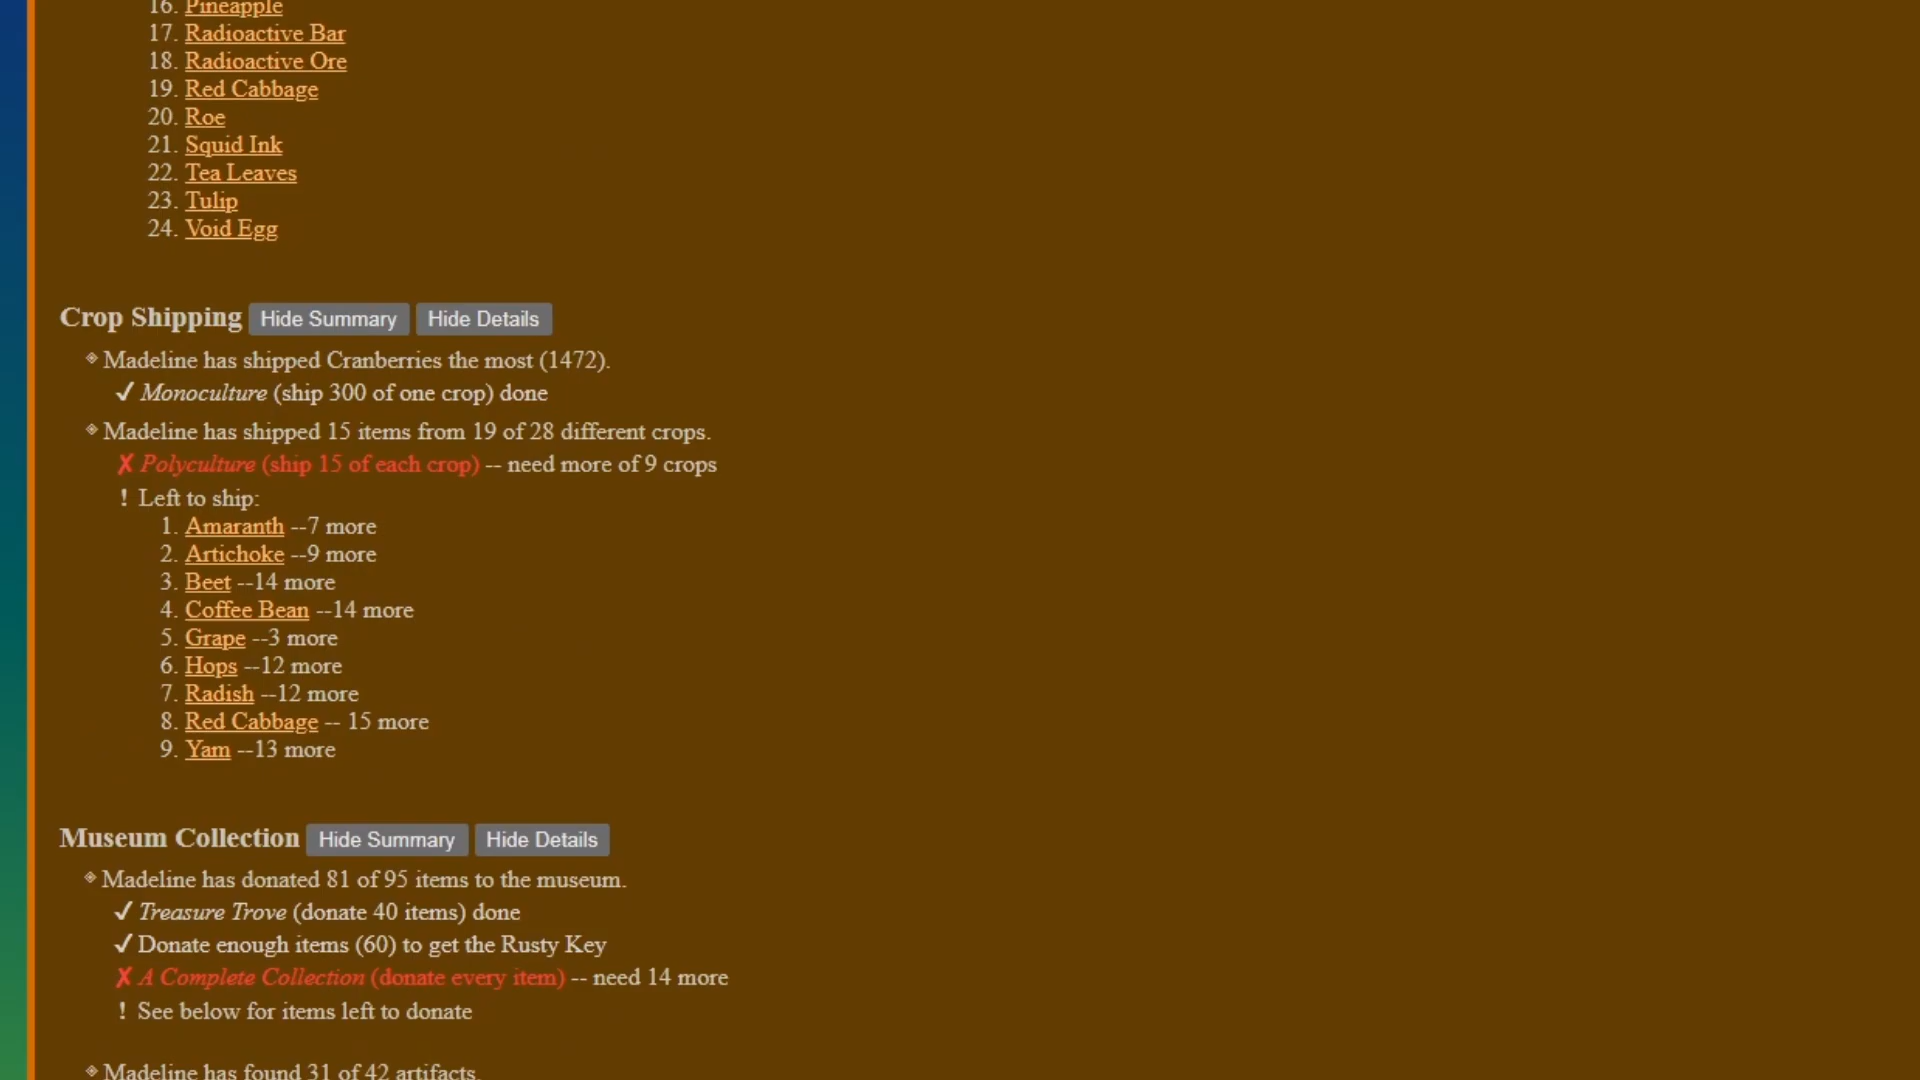 16. Pineapple
17. Radioactive Bar
18. Radioactive Ore
19. Red Cabbage
20. Roe
21. Squid Ink
22. Tea Leaves
23. Tulip
24. Void Egg
Crop Shipping Hide Summary Hide Details
Madeline has shipped Cranberries the most (1472).
✓ Monoculture (ship 300 of one crop) done
Madeline has shipped 15 items from 19 of 28 different crops.
✗ Polyculture (ship 15 of each crop) -- need more of 9 crops
! Left to ship:
1. Amaranth --7 more
2. Artichoke --9 more
3. Beet --14 more
4. Coffee Bean --14 more
5. Grape --3 more
6. Hops --12 more
7. Radish --12 more
8. Red Cabbage -- 15 more
9. Yam --13 more
Museum Collection Hide Summary Hide Details
Madeline has donated 81 of 95 items to the museum.
✓ Treasure Trove (donate 40 items) done
✓ Donate enough items (60) to get the Rusty Key
✗ A Complete Collection (donate every item) -- need 14 more
! See below for items left to donate
Madeline has found 31 of 42 artifacts.